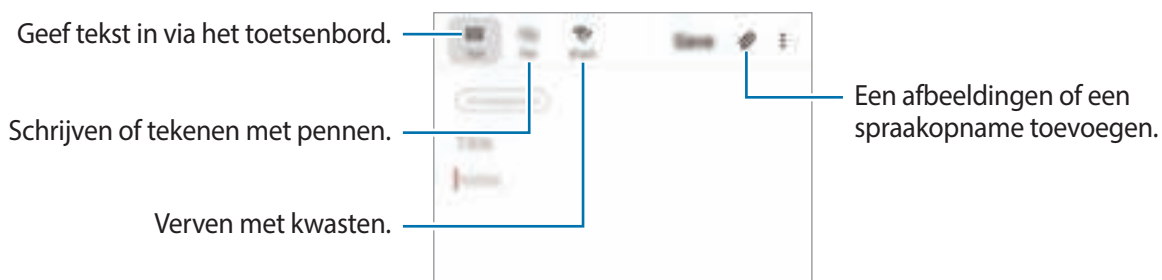 Geef tekst in via het toetsenbord.
Schrijven of tekenen met pennen.
Verven met kwasten.
Save
Een afbeeldingen of een
spraakopname toevoegen.